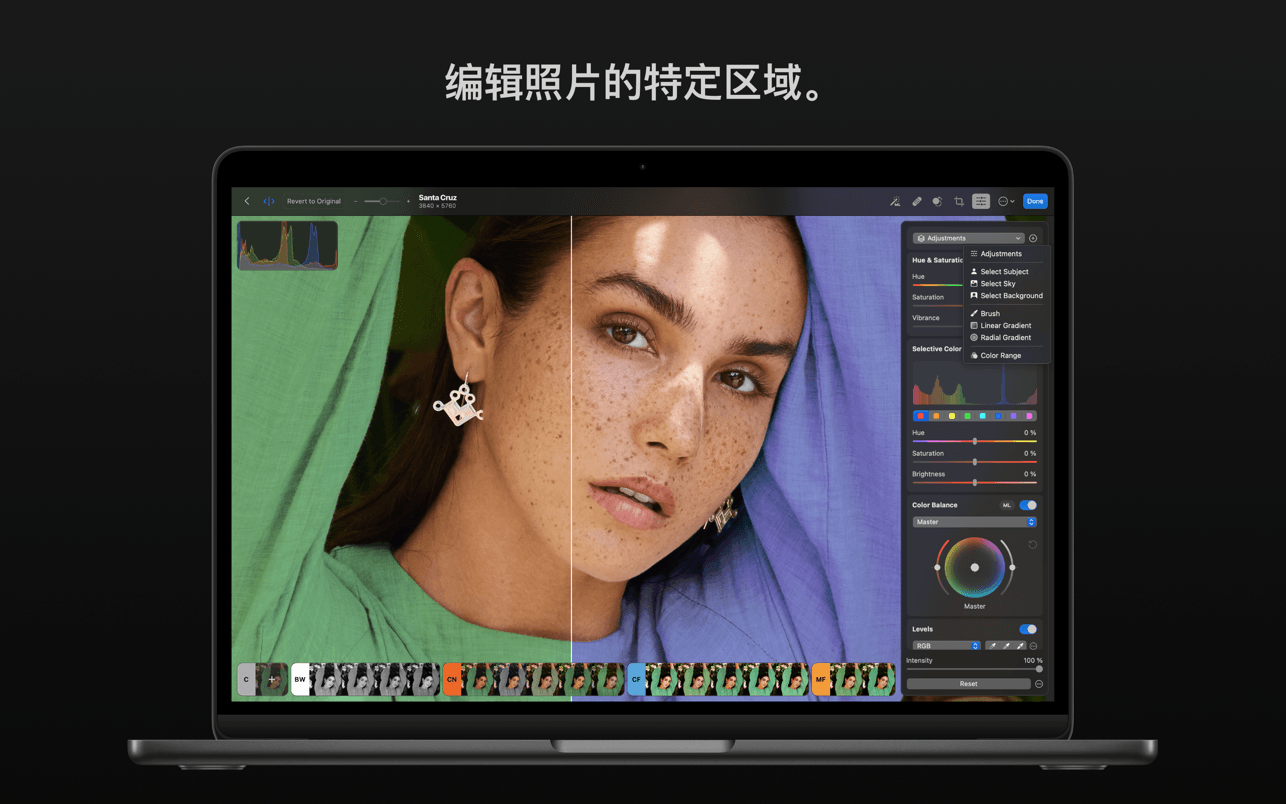 编辑照片的特定区域。
Revert to Original
Santa Cruz
3840 × 5760
Done
Adjustments
Adjustments
Hue & Saturatio
Select Subject
Hue
Select Sky
Saturation
Select Background
Vibrance
Brush
Linear Gradient
Radial Gradient
Selective Color
Color Range
Hue 0 %
Saturation 0 %
Brightness 0 %
Color Balance ML
Master
Master
Levels
RGB
Intensity 100 %
Reset
C BW CN CF MF